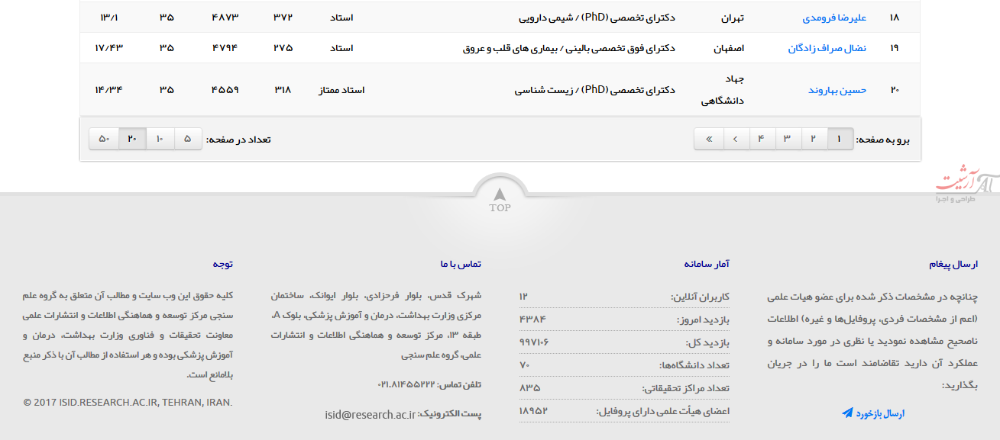 ۱۸ علیرضا فرومدی تهران دکترای تخصصی (PhD) / شیمی دارویی استاد ۳۷۲ ۴۸۷۳ ۳۵ ۱۳/۱
۱۹ نضال صراف زادگان اصفهان دکترای فوق تخصصی بالینی / بیماری های قلب و عروق استاد ۲۷۵ ۴۷۹۴ ۳۵ ۱۷/۴۳
۲۰ حسین بهاروند جهاد دانشگاهی دکترای تخصصی (PhD) / زیست شناسی استاد ممتاز ۳۱۸ ۴۵۵۹ ۳۵ ۱۴/۳۴
برو به صفحه: ۱ ۲ ۳ ۴ › »
تعداد در صفحه: ۵ ۱۰ ۲۰ ۵۰
آرشیت
طراحی و اجرا
TOP
ارسال پیغام
چنانچه در مشخصات ذکر شده برای عضو هیات علمی
(اعم از مشخصات فردی، پروفایل‌ها و غیره) اطلاعات
ناصحیح مشاهده نمودید یا نظری در مورد سامانه و
عملکرد آن دارید تقاضامند است ما را در جریان
بگذارید:
ارسال بازخورد
آمار سامانه
کاربران آنلاین: ۱۲
بازدید امروز: ۴۳۸۴
بازدید کل: ۹۹۷۱۰۶
تعداد دانشگاه‌ها: ۷۰
تعداد مراکز تحقیقاتی: ۸۳۵
اعضای هیأت علمی دارای پروفایل: ۱۸۹۵۲
تماس با ما
شهرک قدس، بلوار فرحزادی، بلوار ایوانک، ساختمان
مرکزی وزارت بهداشت، درمان و آموزش پزشکی، بلوک A،
طبقه ۱۳، مرکز توسعه و هماهنگی اطلاعات و انتشارات
علمی، گروه علم سنجی
تلفن تماس: ۰۲۱.۸۱۴۵۵۲۲۲
پست الکترونیک: isid@research.ac.ir
توجه
کلیه حقوق این وب سایت و مطالب آن متعلق به گروه علم
سنجی مرکز توسعه و هماهنگی اطلاعات و انتشارات علمی
معاونت تحقیقات و فناوری وزارت بهداشت، درمان و
آموزش پزشکی بوده و هر استفاده از مطالب آن با ذکر منبع
بلامانع است.
© 2017 ISID.RESEARCH.AC.IR, TEHRAN, IRAN.